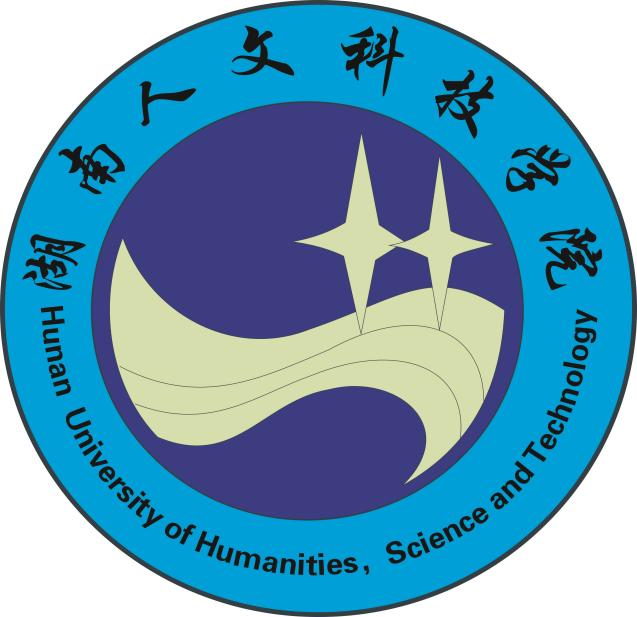 湖南人文科技学院
Hunan University of Humanities, Science and Technology